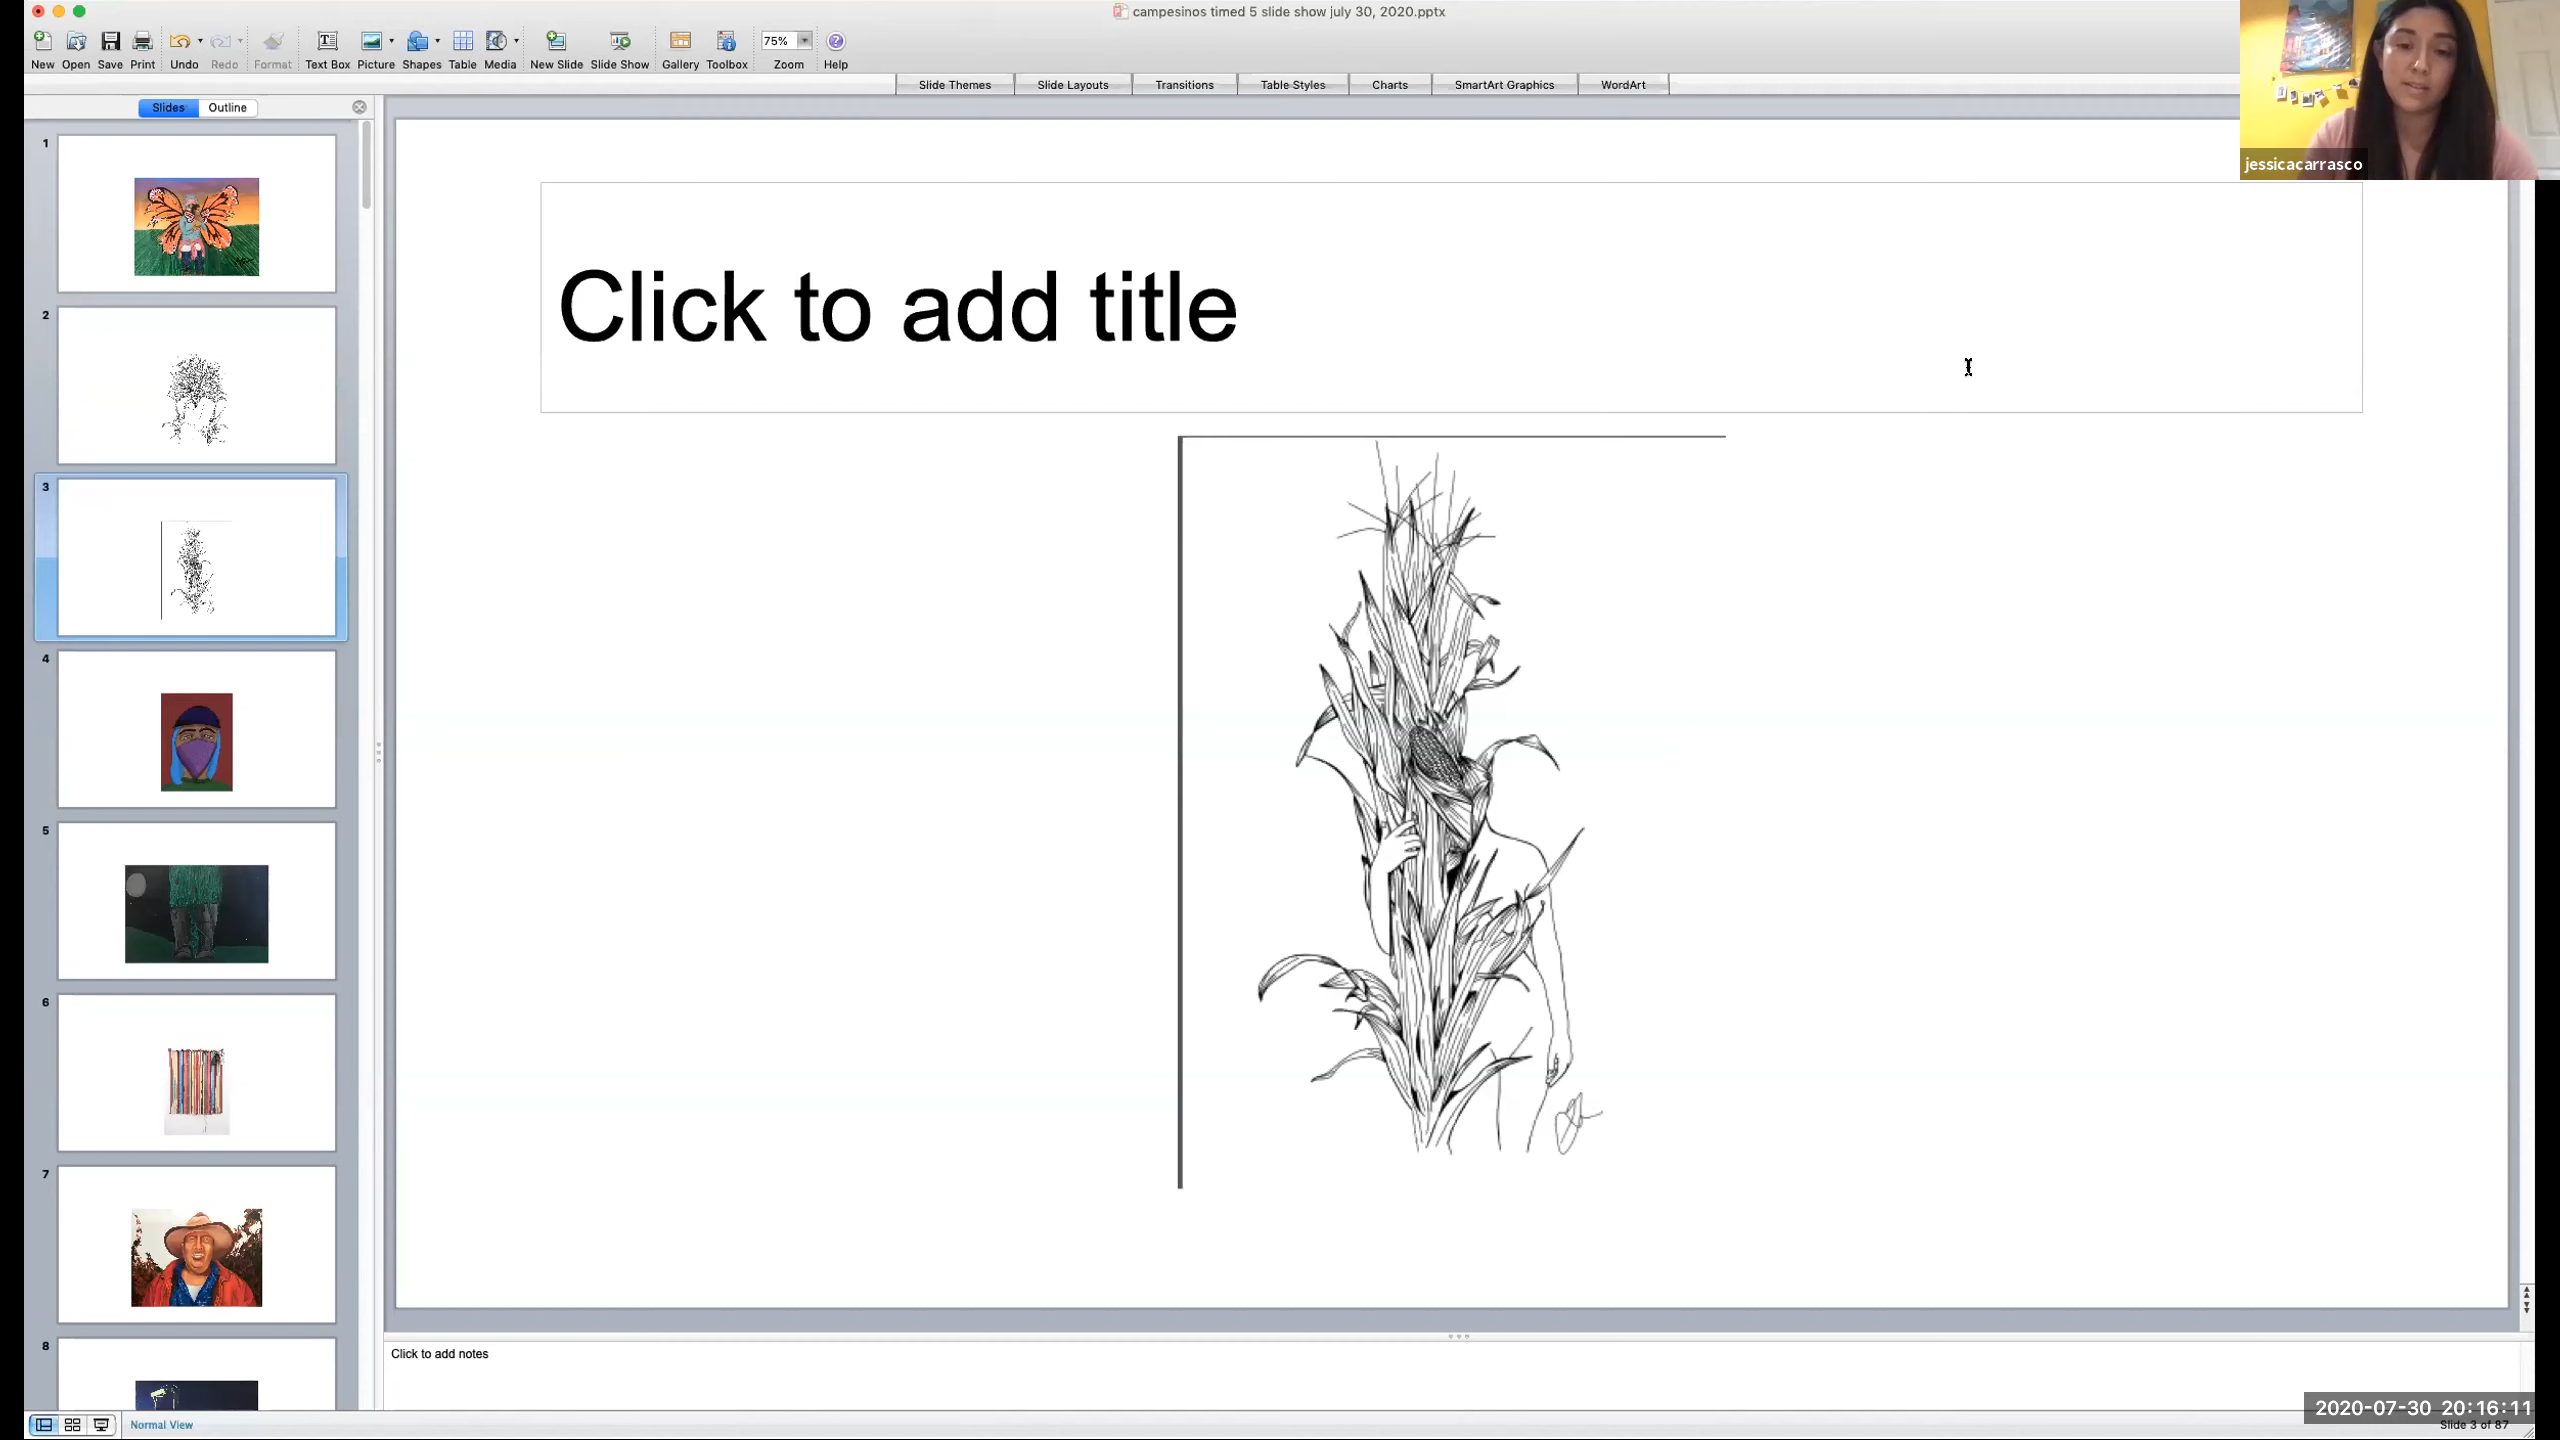 campesinos timed 5 slide show july 30, 2020.pptx
New Open Save Print Undo Redo Format Text Box Picture Shapes Table Media New Slide Slide Show Gallery Toolbox 75% Zoom Help
Slide Themes Slide Layouts Transitions Table Styles Charts SmartArt Graphics WordArt
jessicacarrasco
Slides Outline
1
2
3
4
5
6
7
8
Click to add title
Click to add notes
Normal View
2020-07-30 20:16:11
Slide 3 of 87